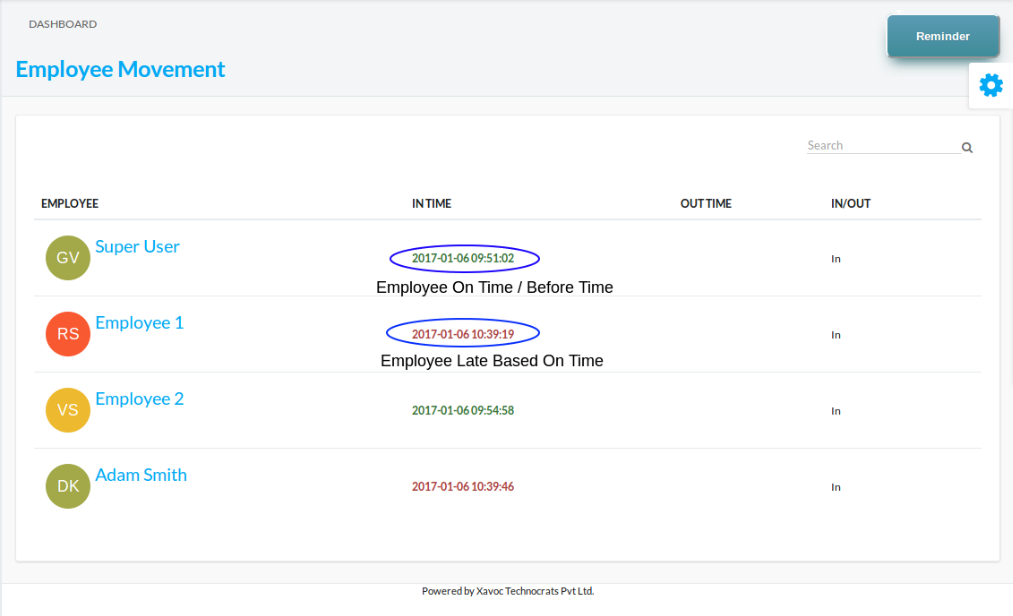 DASHBOARD
Reminder
Employee Movement
Search
EMPLOYEE IN TIME OUT TIME IN/OUT
GV Super User 2017-01-06 09:51:02 In
Employee On Time / Before Time
RS Employee 1 2017-01-06 10:39:19 In
Employee Late Based On Time
VS Employee 2 2017-01-06 09:54:58 In
DK Adam Smith 2017-01-06 10:39:46 In
Powered by Xavoc Technocrats Pvt Ltd.